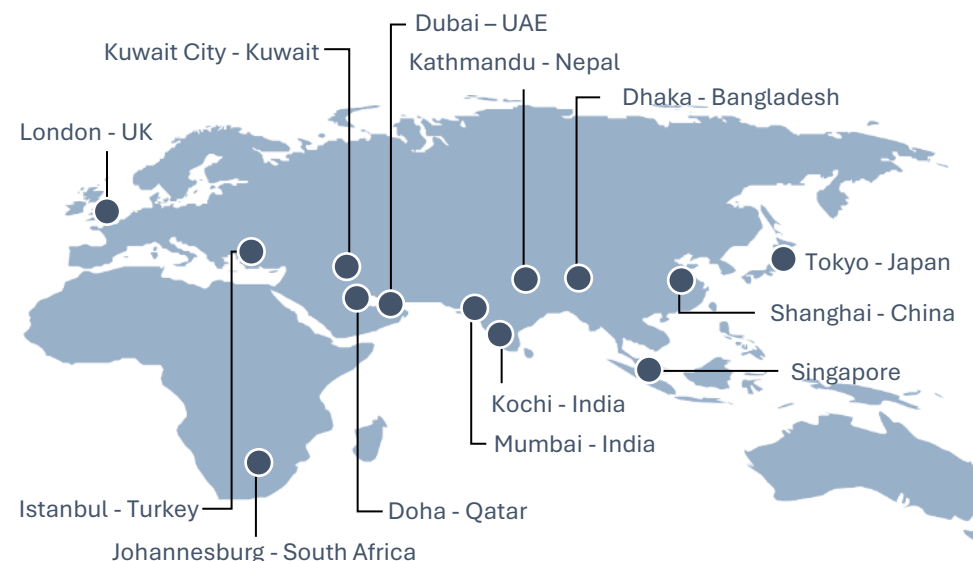 Dubai – UAE
Kuwait City - Kuwait
Kathmandu - Nepal
Dhaka - Bangladesh
London - UK
Tokyo - Japan
Shanghai - China
Singapore
Kochi - India
Mumbai - India
Istanbul - Turkey
Doha - Qatar
Johannesburg - South Africa